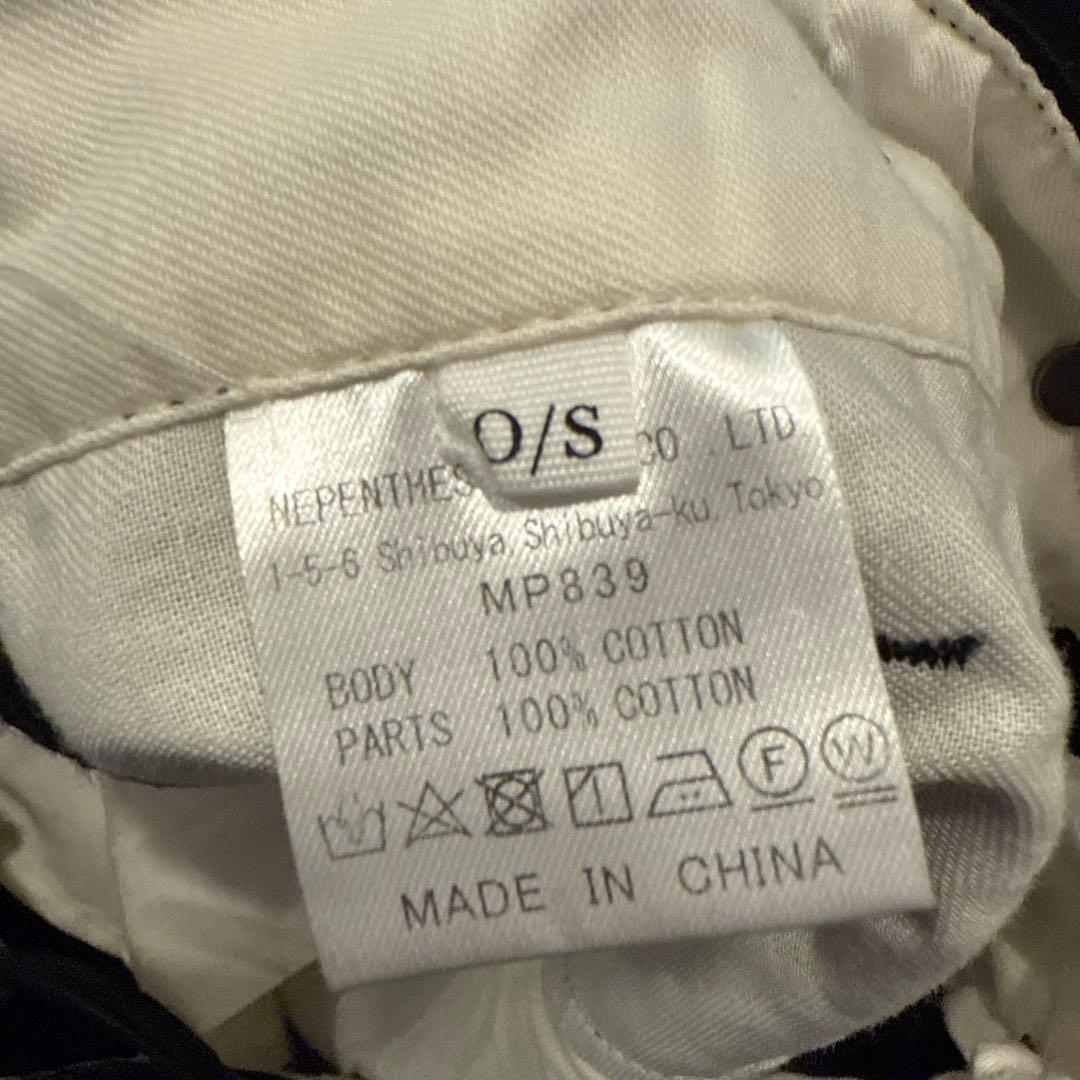 O/S
NEPENTHES CO .LTD
1-5-6 Shibuya, Shibuya-ku, Tokyo
MP839
BODY 100% COTTON
PARTS 100% COTTON
F W
MADE IN CHINA